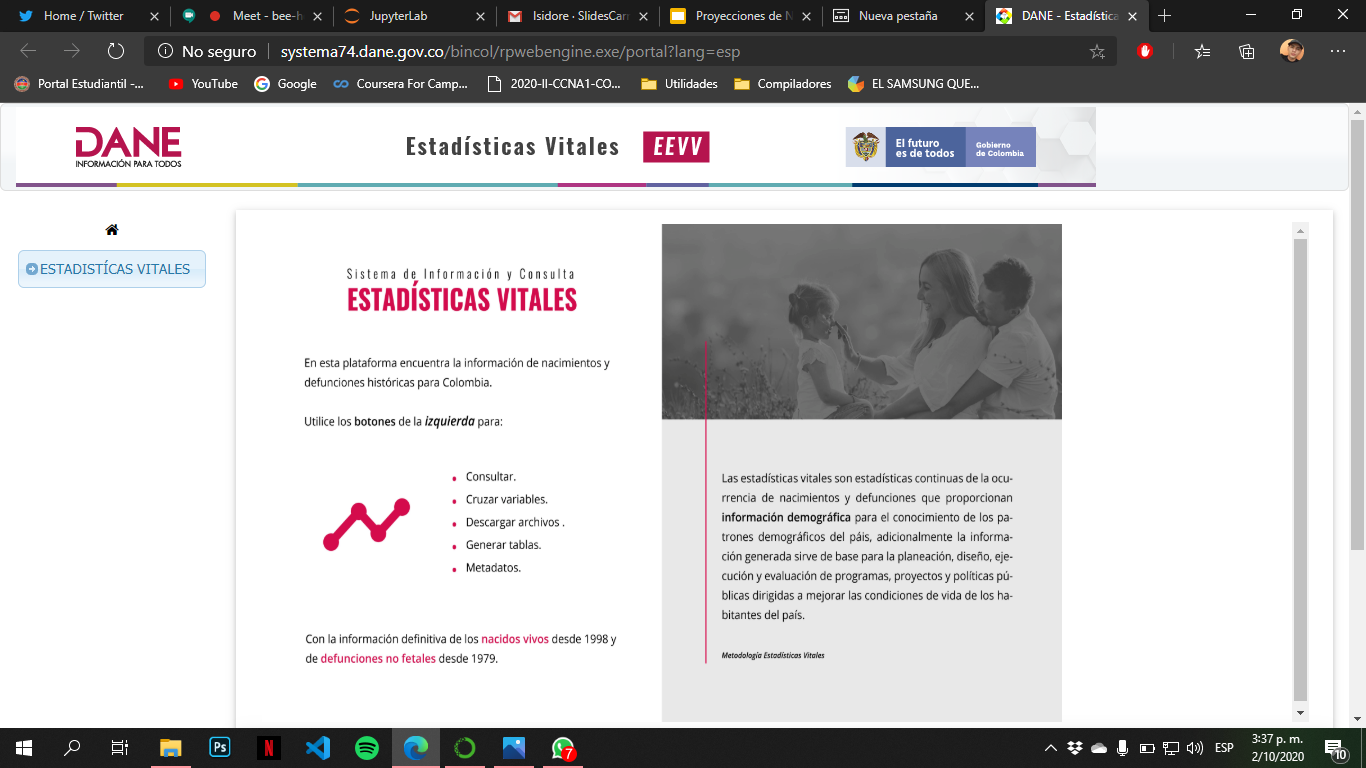 Home / Twitter
Meet - bee-h
JupyterLab
Isidore · SlidesCar
Proyecciones de N
Nueva pestaña
DANE - Estadística
No seguro
systema74.dane.gov.co/bincol/rpwebengine.exe/portal?lang=esp
Portal Estudiantil -...
YouTube
Google
Coursera For Camp...
2020-II-CCNA1-CO...
Utilidades
Compiladores
EL SAMSUNG QUE...
DANE
INFORMACIÓN PARA TODOS
Estadísticas Vitales
EEVV
El futuro
es de todos
Gobierno
de Colombia
ESTADISTÍCAS VITALES
Sistema de Información y Consulta
ESTADÍSTICAS VITALES
En esta plataforma encuentra la información de nacimientos y
defunciones históricas para Colombia.
Utilice los botones de la izquierda para:
• Consultar.
• Cruzar variables.
• Descargar archivos .
• Generar tablas.
• Metadatos.
Con la información definitiva de los nacidos vivos desde 1998 y
de defunciones no fetales desde 1979.
Las estadísticas vitales son estadísticas continuas de la ocu-
rrencia de nacimientos y defunciones que proporcionan
información demográfica para el conocimiento de los pa-
trones demográficos del páis, adicionalmente la informa-
ción generada sirve de base para la planeación, diseño, eje-
cución y evaluación de programas, proyectos y políticas pú-
blicas dirigidas a mejorar las condiciones de vida de los ha-
bitantes del país.
Metodología Estadísticas Vitales
Ps
N
7
ESP
3:37 p. m.
2/10/2020
10